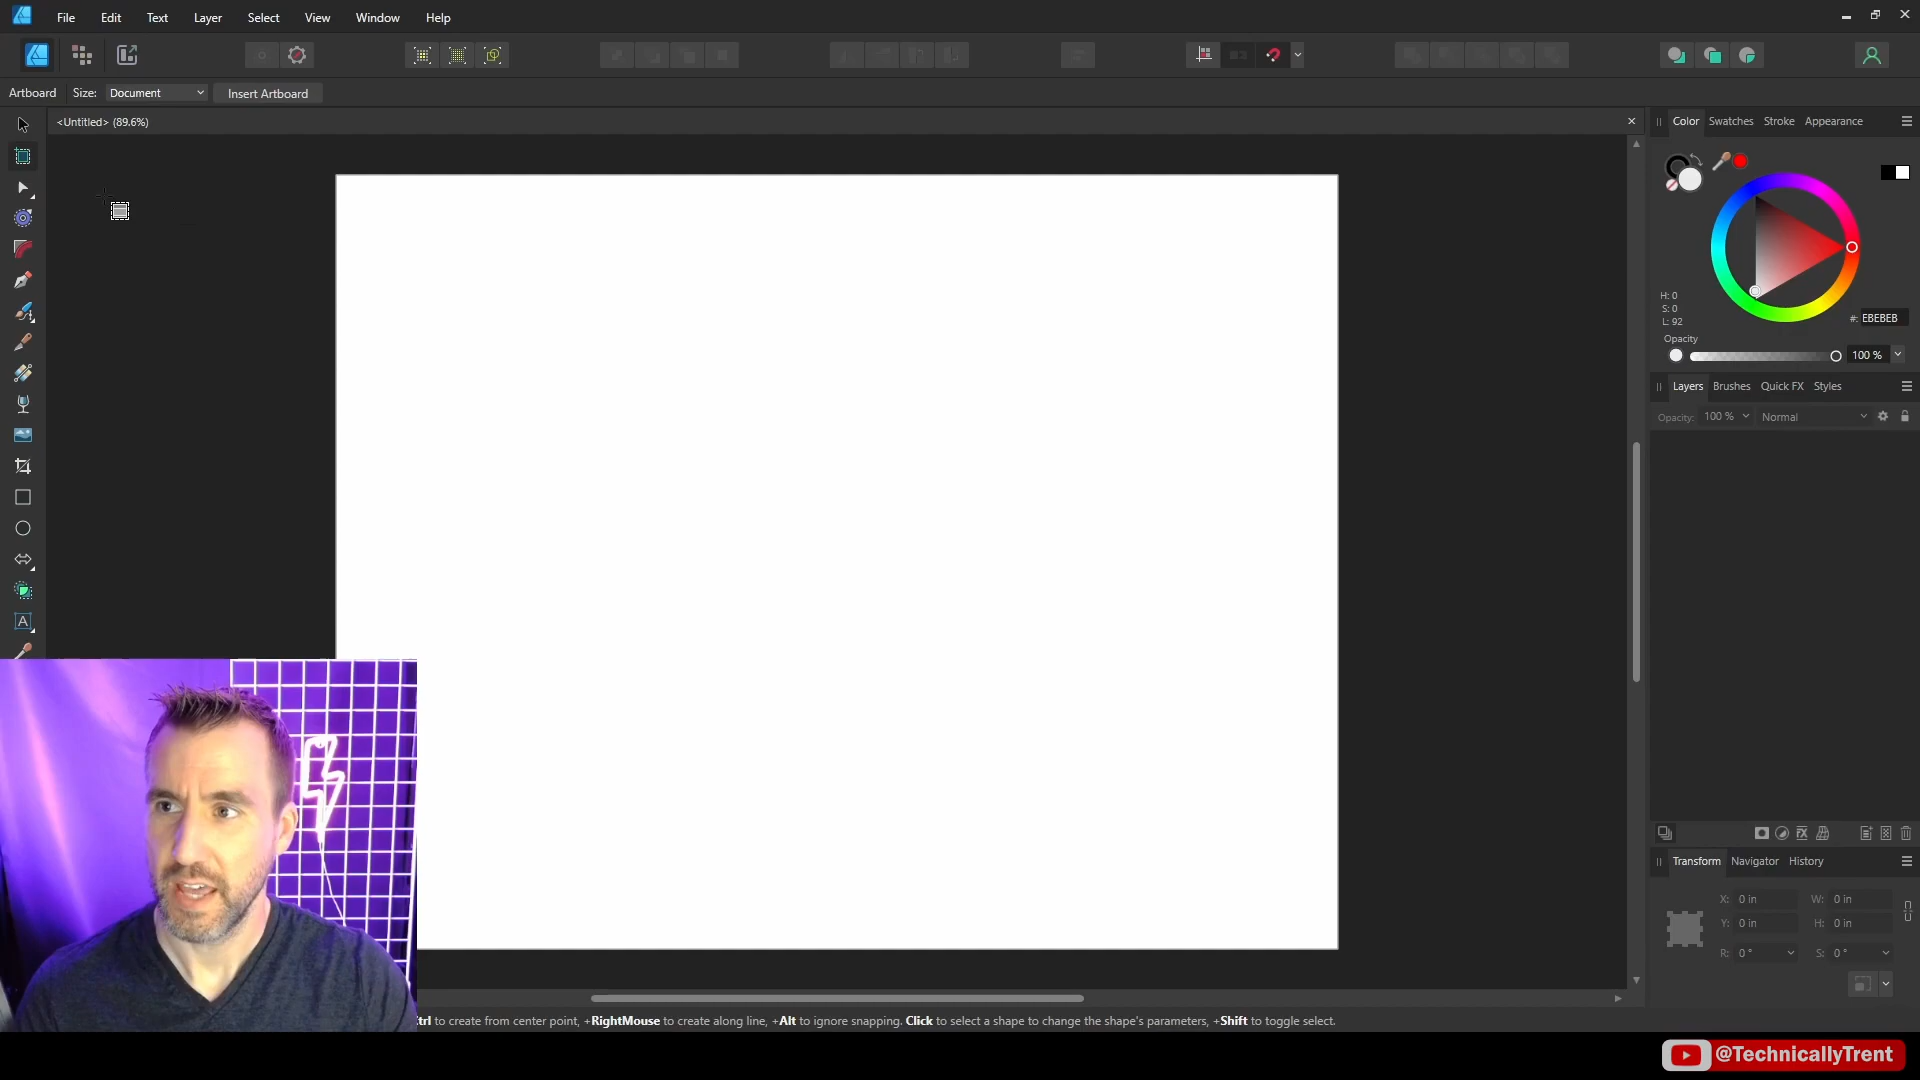 File Edit Text Layer Select View Window Help
Artboard Size: Document Insert Artboard
<Untitled> (89.6%)
Color Swatches Stroke Appearance
H: 0
S: 0
L: 92
#: EBEBEB
Opacity
100 %
Layers Brushes Quick FX Styles
Opacity: 100 % Normal
Transform Navigator History
X: 0 in W: 0 in
Y: 0 in H: 0 in
R: 0 ° S: 0 °
to create from center point, +RightMouse to create along line, +Alt to ignore snapping. Click to select a shape to change the shape's parameters, +Shift to toggle select.
@TechnicallyTrent